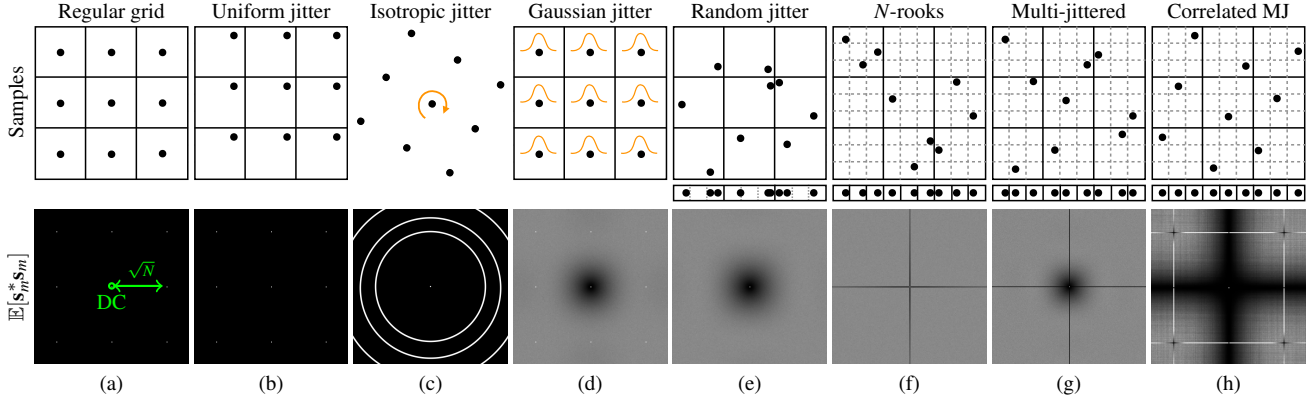 Regular grid Uniform jitter Isotropic jitter Gaussian jitter Random jitter N-rooks Multi-jittered Correlated MJ
Samples
𝔼[s*ₘsₘ]
√N
DC
(a) (b) (c) (d) (e) (f) (g) (h)